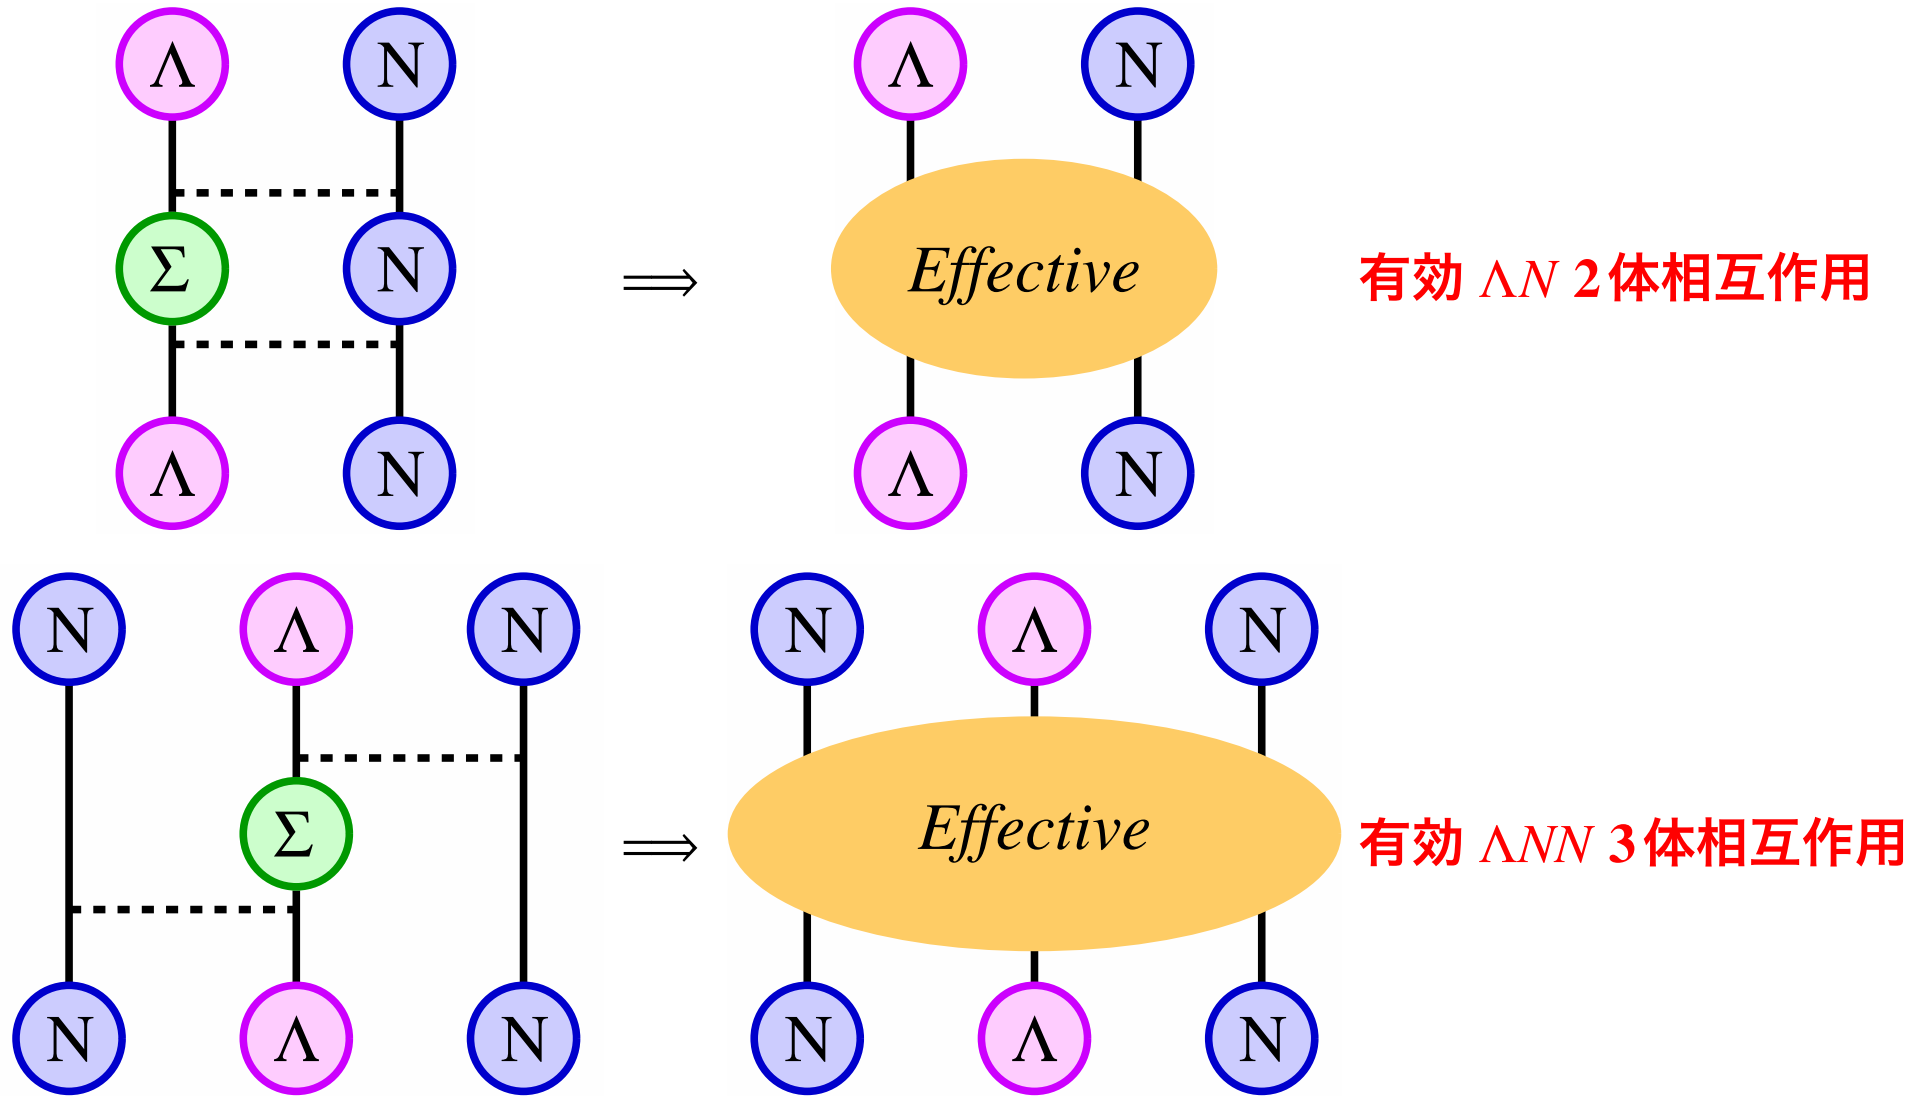 Λ N Λ N
Σ N ⟹ Effective 有効 ΛN 2体相互作用
Λ N Λ N
N Λ N N Λ N
Σ ⟹ Effective 有効 ΛNN 3体相互作用
N Λ N N Λ N